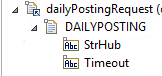 dailyPostingRequest (
DAILYPOSTING
Abc StrHub
Abc Timeout